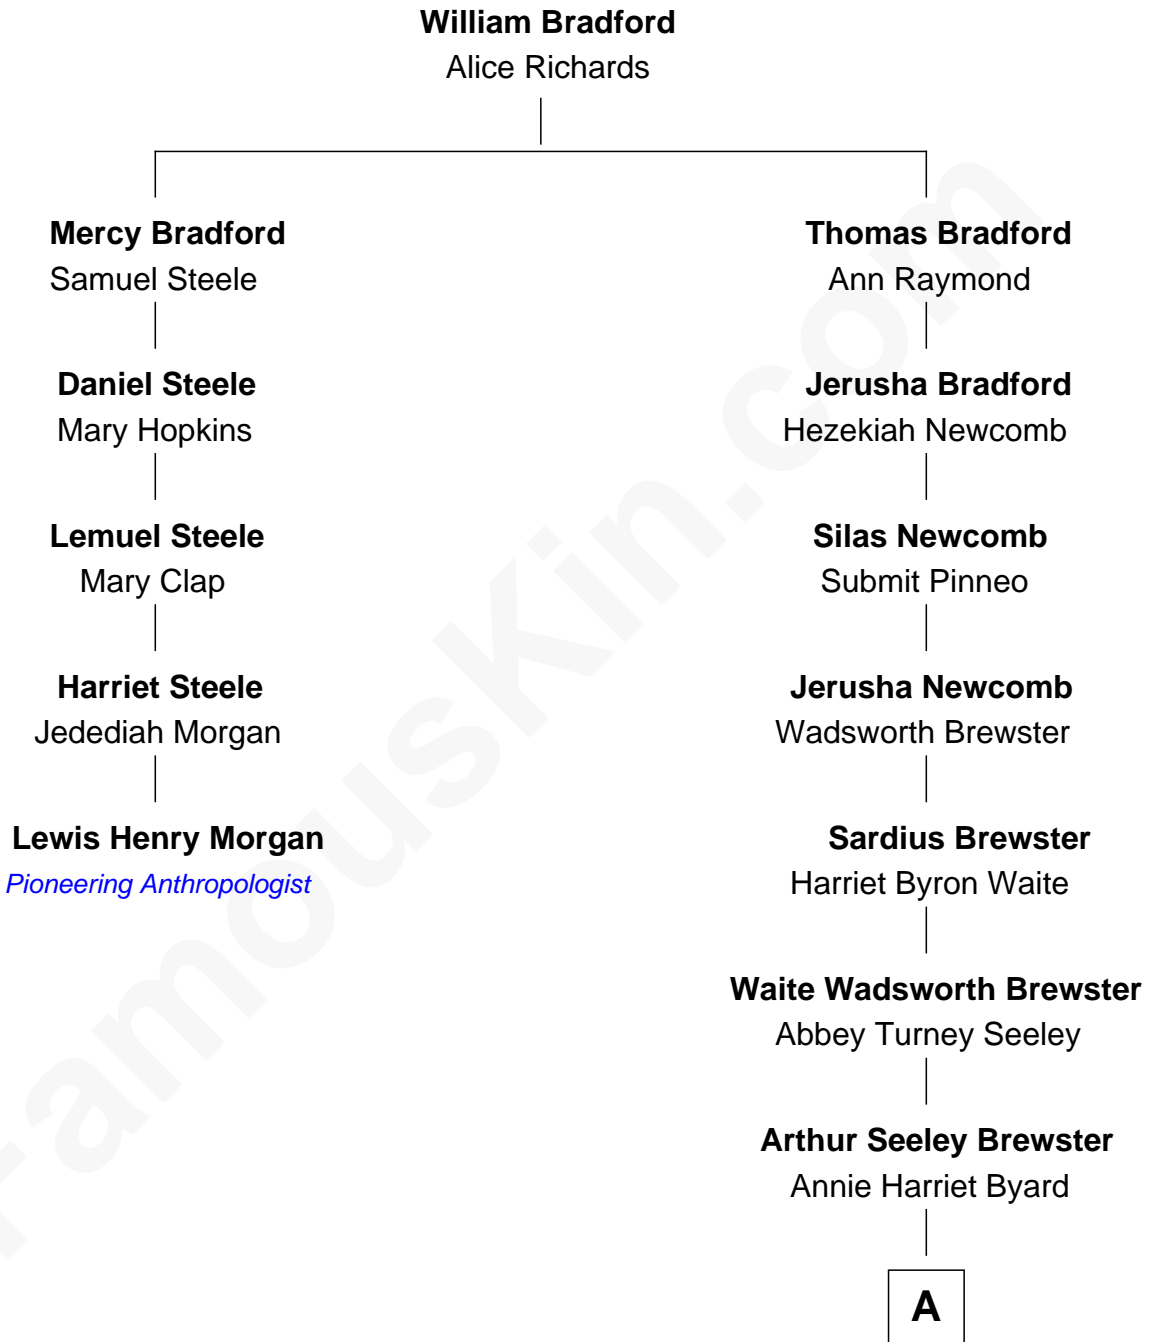 William Bradford
Alice Richards
Mercy Bradford
Samuel Steele
Thomas Bradford
Ann Raymond
Daniel Steele
Mary Hopkins
Jerusha Bradford
Hezekiah Newcomb
Lemuel Steele
Mary Clap
Silas Newcomb
Submit Pinneo
Harriet Steele
Jedediah Morgan
Jerusha Newcomb
Wadsworth Brewster
Lewis Henry Morgan
Pioneering Anthropologist
Sardius Brewster
Harriet Byron Waite
Waite Wadsworth Brewster
Abbey Turney Seeley
Arthur Seeley Brewster
Annie Harriet Byard
A
FamousKin.com